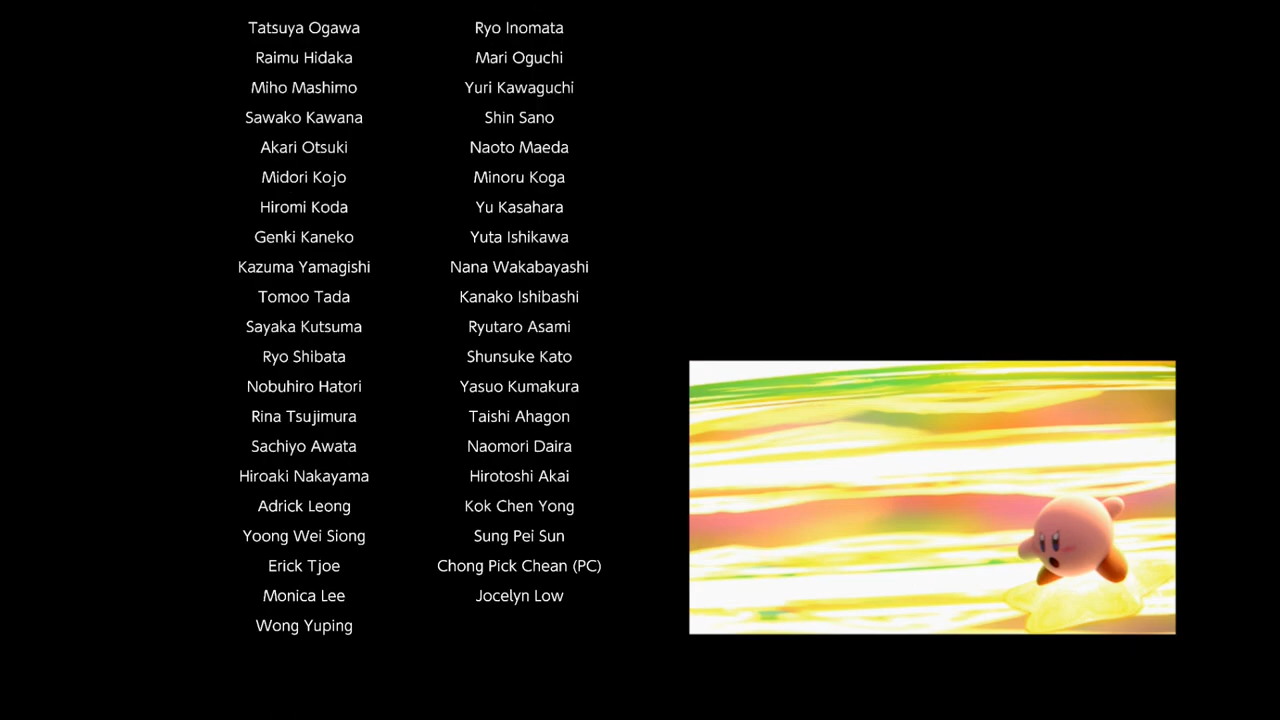 Tatsuya Ogawa Ryo Inomata
Raimu Hidaka Mari Oguchi
Miho Mashimo Yuri Kawaguchi
Sawako Kawana Shin Sano
Akari Otsuki Naoto Maeda
Midori Kojo Minoru Koga
Hiromi Koda Yu Kasahara
Genki Kaneko Yuta Ishikawa
Kazuma Yamagishi Nana Wakabayashi
Tomoo Tada Kanako Ishibashi
Sayaka Kutsuma Ryutaro Asami
Ryo Shibata Shunsuke Kato
Nobuhiro Hatori Yasuo Kumakura
Rina Tsujimura Taishi Ahagon
Sachiyo Awata Naomori Daira
Hiroaki Nakayama Hirotoshi Akai
Adrick Leong Kok Chen Yong
Yoong Wei Siong Sung Pei Sun
Erick Tjoe Chong Pick Chean (PC)
Monica Lee Jocelyn Low
Wong Yuping